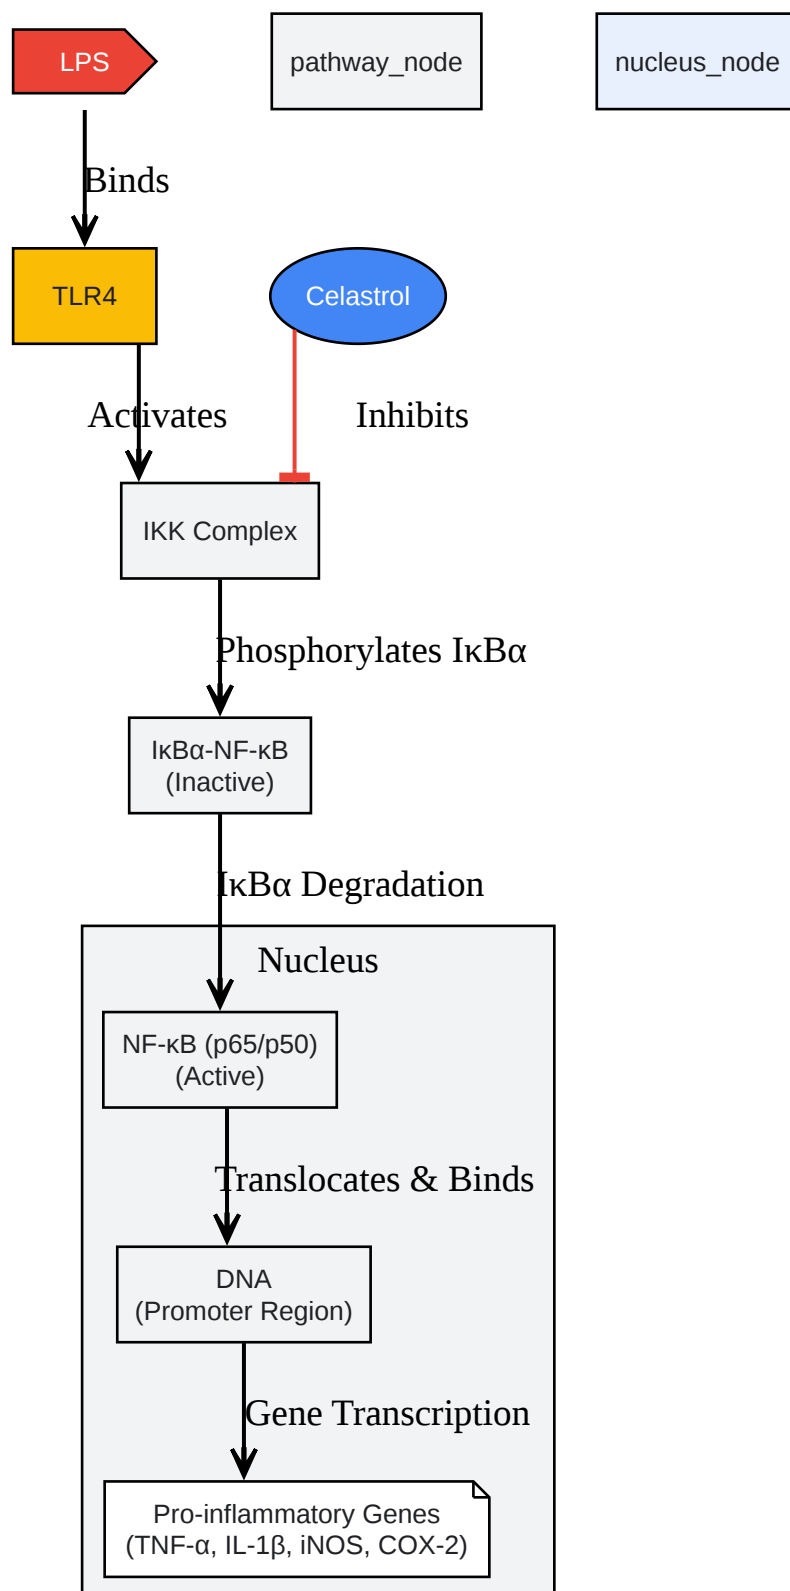 LPS
pathway_node
nucleus_node
Binds
TLR4
Celastrol
Activates
Inhibits
IKK Complex
Phosphorylates IκBα
IκBα-NF-κB
(Inactive)
IκBα Degradation
Nucleus
NF-κB (p65/p50)
(Active)
Translocates & Binds
DNA
(Promoter Region)
Gene Transcription
Pro-inflammatory Genes
(TNF-α, IL-1β, iNOS, COX-2)